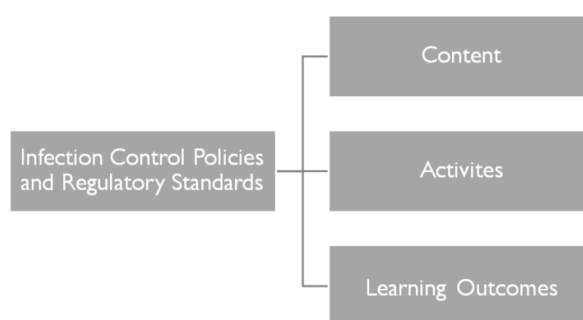 Content
Infection Control Policies
and Regulatory Standards
Activites
Learning Outcomes